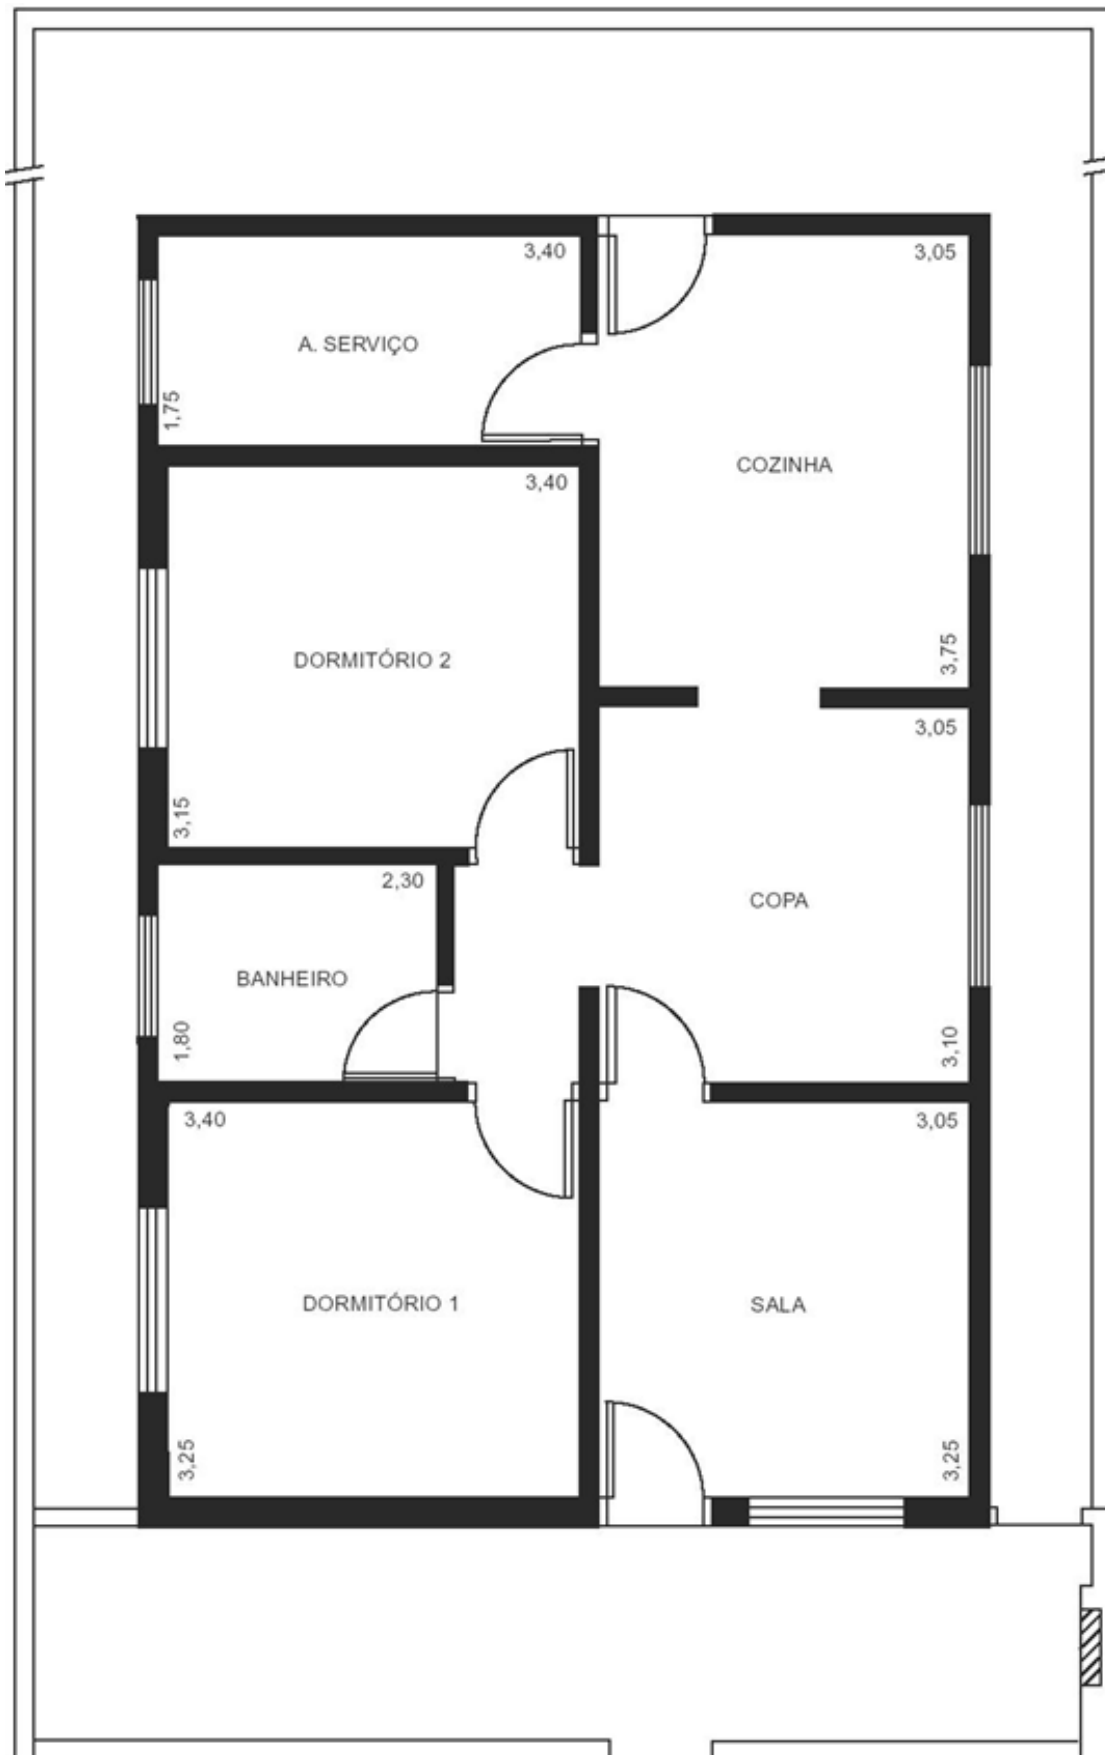 3,40
3,05
A. SERVIÇO
1,75
COZINHA
3,40
3,75
DORMITÓRIO 2
3,05
3,15
2,30
COPA
BANHEIRO
1,80
3,10
3,40
3,05
DORMITÓRIO 1
SALA
3,25
3,25